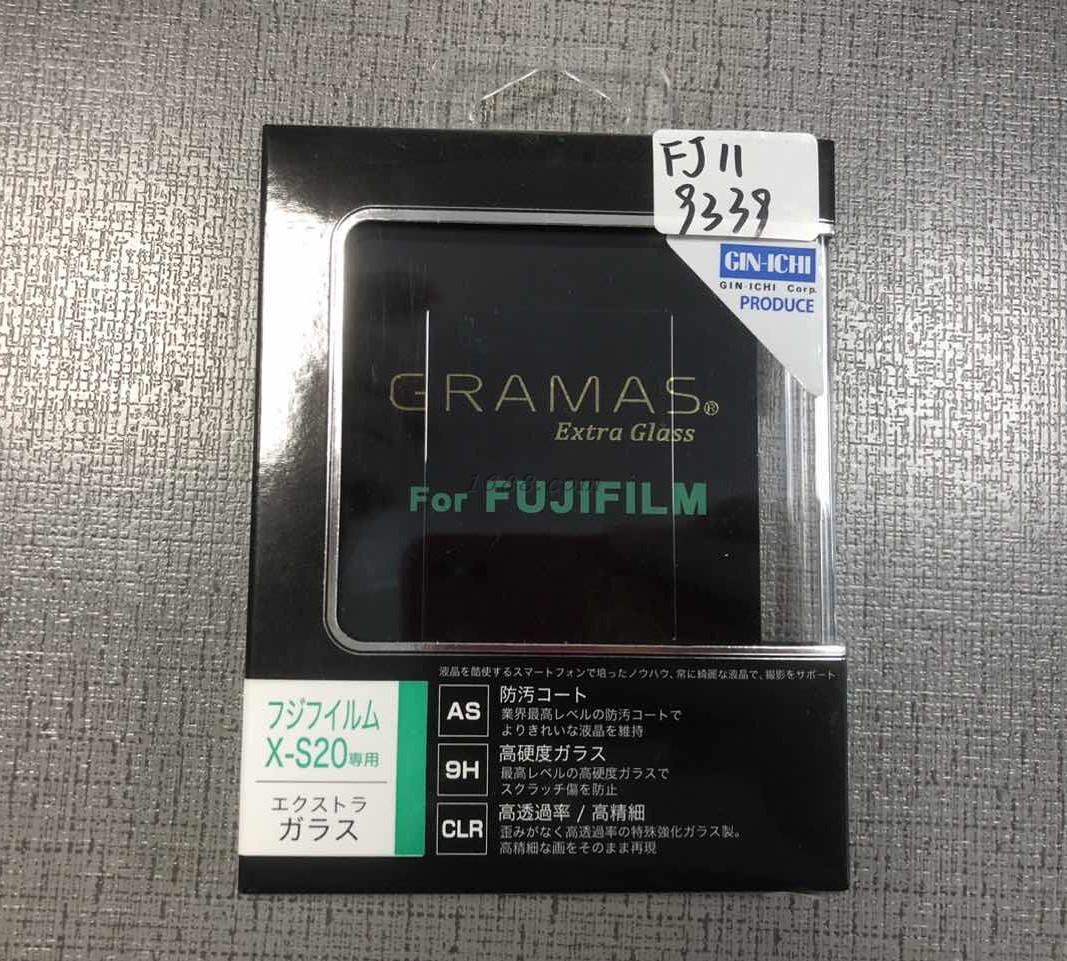 FJ 11
9339
GIN-ICHI
GIN-ICHI Corp.
PRODUCE
GRAMAS®
Extra Glass
1688.com
For FUJIFILM
液晶を酷使するスマートフォンで培ったノウハウ、常に綺麗な液晶で、撮影をサポート
フジフイルム
X-S20専用
エクストラ
ガラス
AS 防汚コート
業界最高レベルの防汚コートで
よりきれいな液晶を維持
9H 高硬度ガラス
最高レベルの高硬度ガラスで
スクラッチ傷を防止
CLR 高透過率 / 高精細
歪みがなく高透過率の特殊強化ガラス製。
高精細な画をそのまま再現